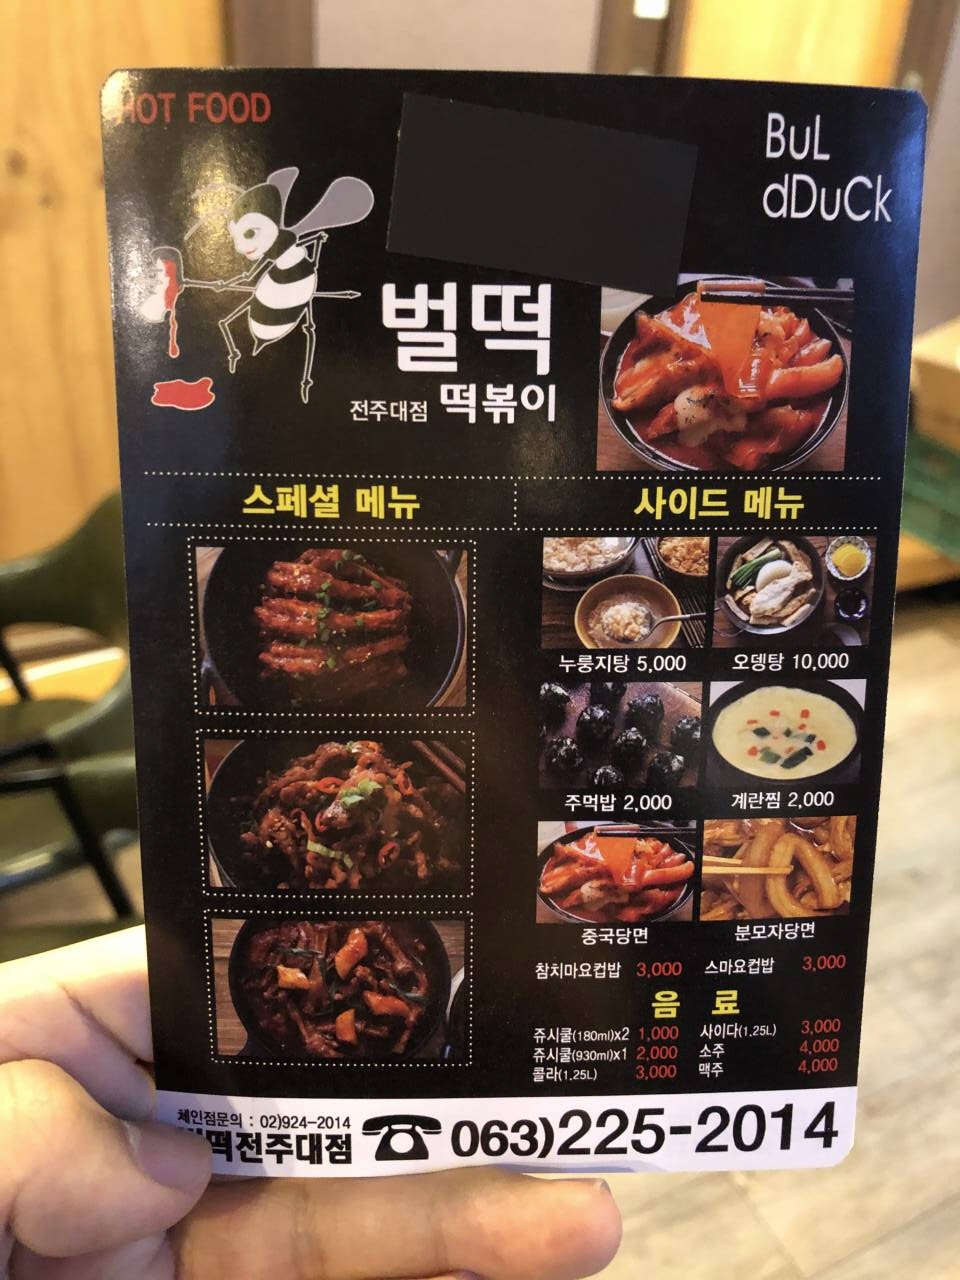 HOT FOOD
BuL
dDuCk
벌떡
전주대점 떡볶이
스페셜 메뉴
사이드 메뉴
누룽지탕 5,000
오뎅탕 10,000
주먹밥 2,000
계란찜 2,000
중국당면
분모자당면
참치마요컵밥 3,000
스마요컵밥 3,000
음 료
쥬시쿨(180ml)x2 1,000
사이다(1.25L) 3,000
쥬시쿨(930ml)x1 2,000
소주 4,000
콜라(1.25L) 3,000
맥주 4,000
체인점문의 : 02)924-2014
떡전주대점
063)225-2014